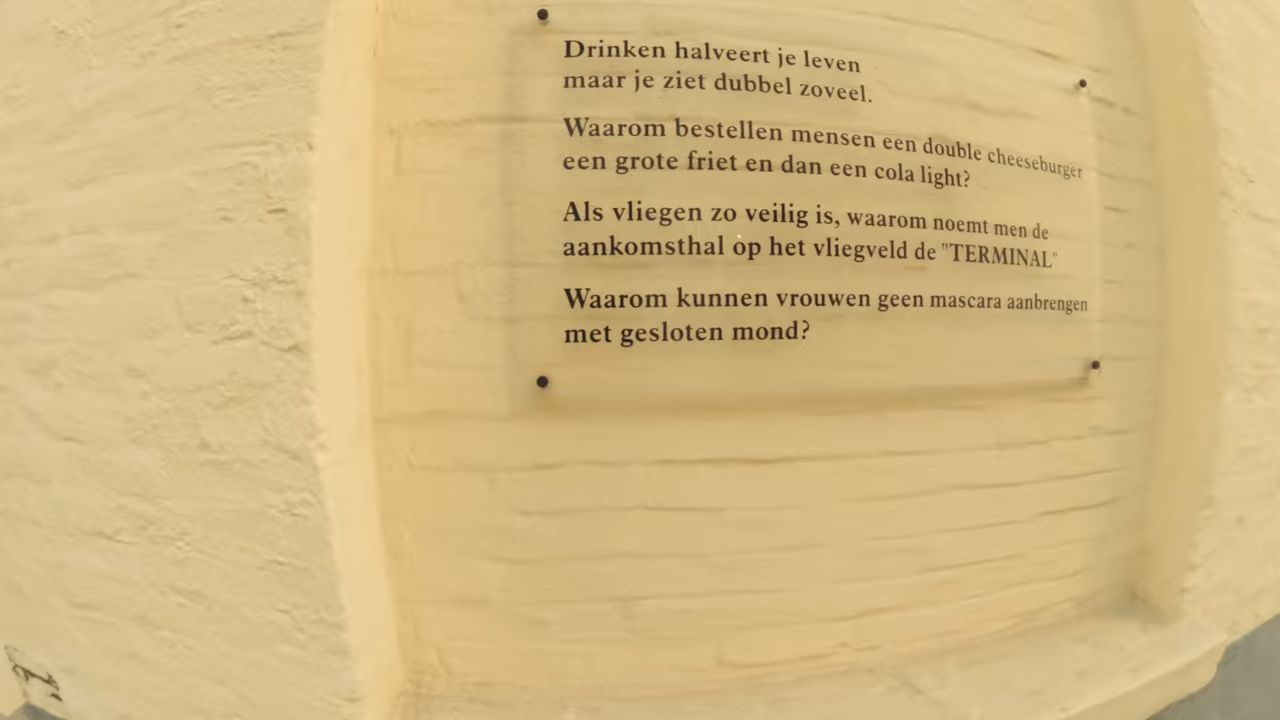 Drinken halveert je leven
maar je ziet dubbel zoveel.
Waarom bestellen mensen een double cheeseburger
een grote friet en dan een cola light?
Als vliegen zo veilig is, waarom noemt men de
aankomsthal op het vliegveld de "TERMINAL"
Waarom kunnen vrouwen geen mascara aanbrengen
met gesloten mond?